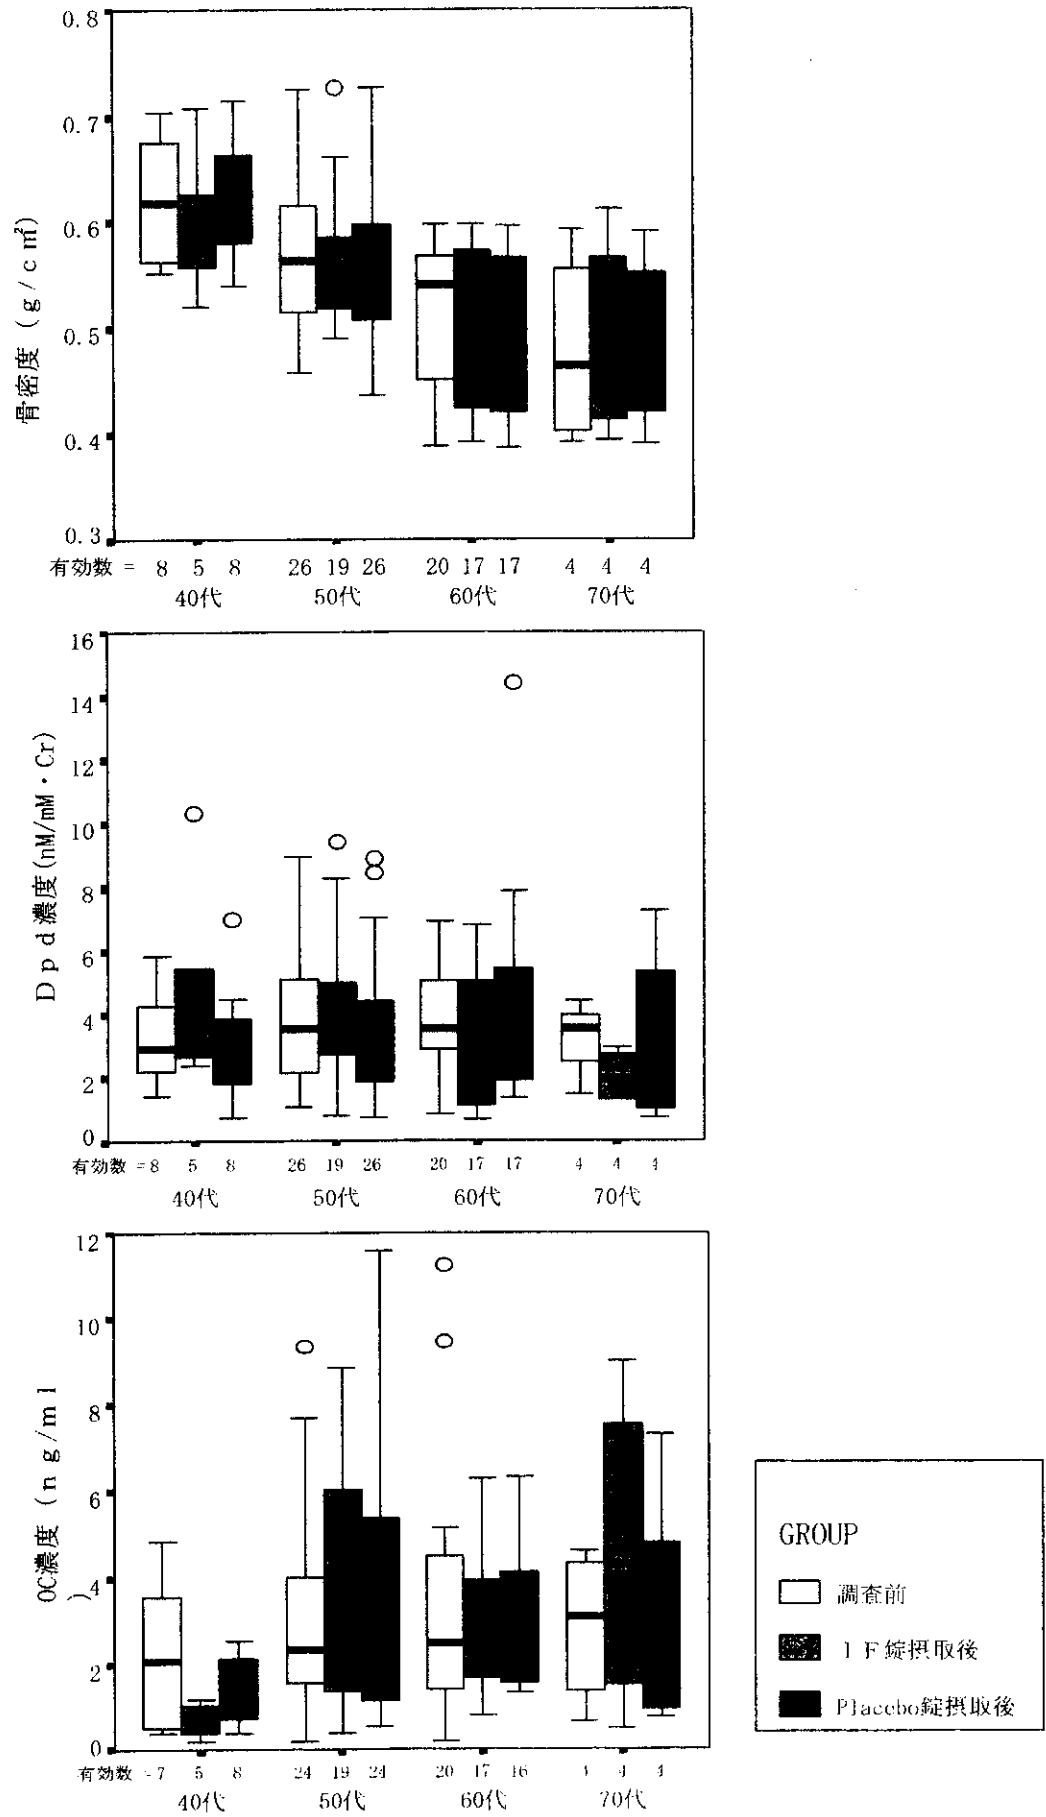 0.8
0.7
0.6
0.5
0.4
0.3
骨密度 (g/c㎡)
有効数 = 8 5 8 26 19 26 20 17 17 4 4 4
40代 50代 60代 70代
16
14
12
10
8
6
4
2
0
Dpd濃度(nM/mM・Cr)
有効数 =8 5 8 26 19 26 20 17 17 4 4 4
40代 50代 60代 70代
12
10
8
6
4
2
0
OC濃度 (ng/ml
)
有効数 -7 5 8 24 19 24 20 17 16 4 4 4
40代 50代 60代 70代
GROUP
調査前
IF錠摂取後
Placebo錠摂取後